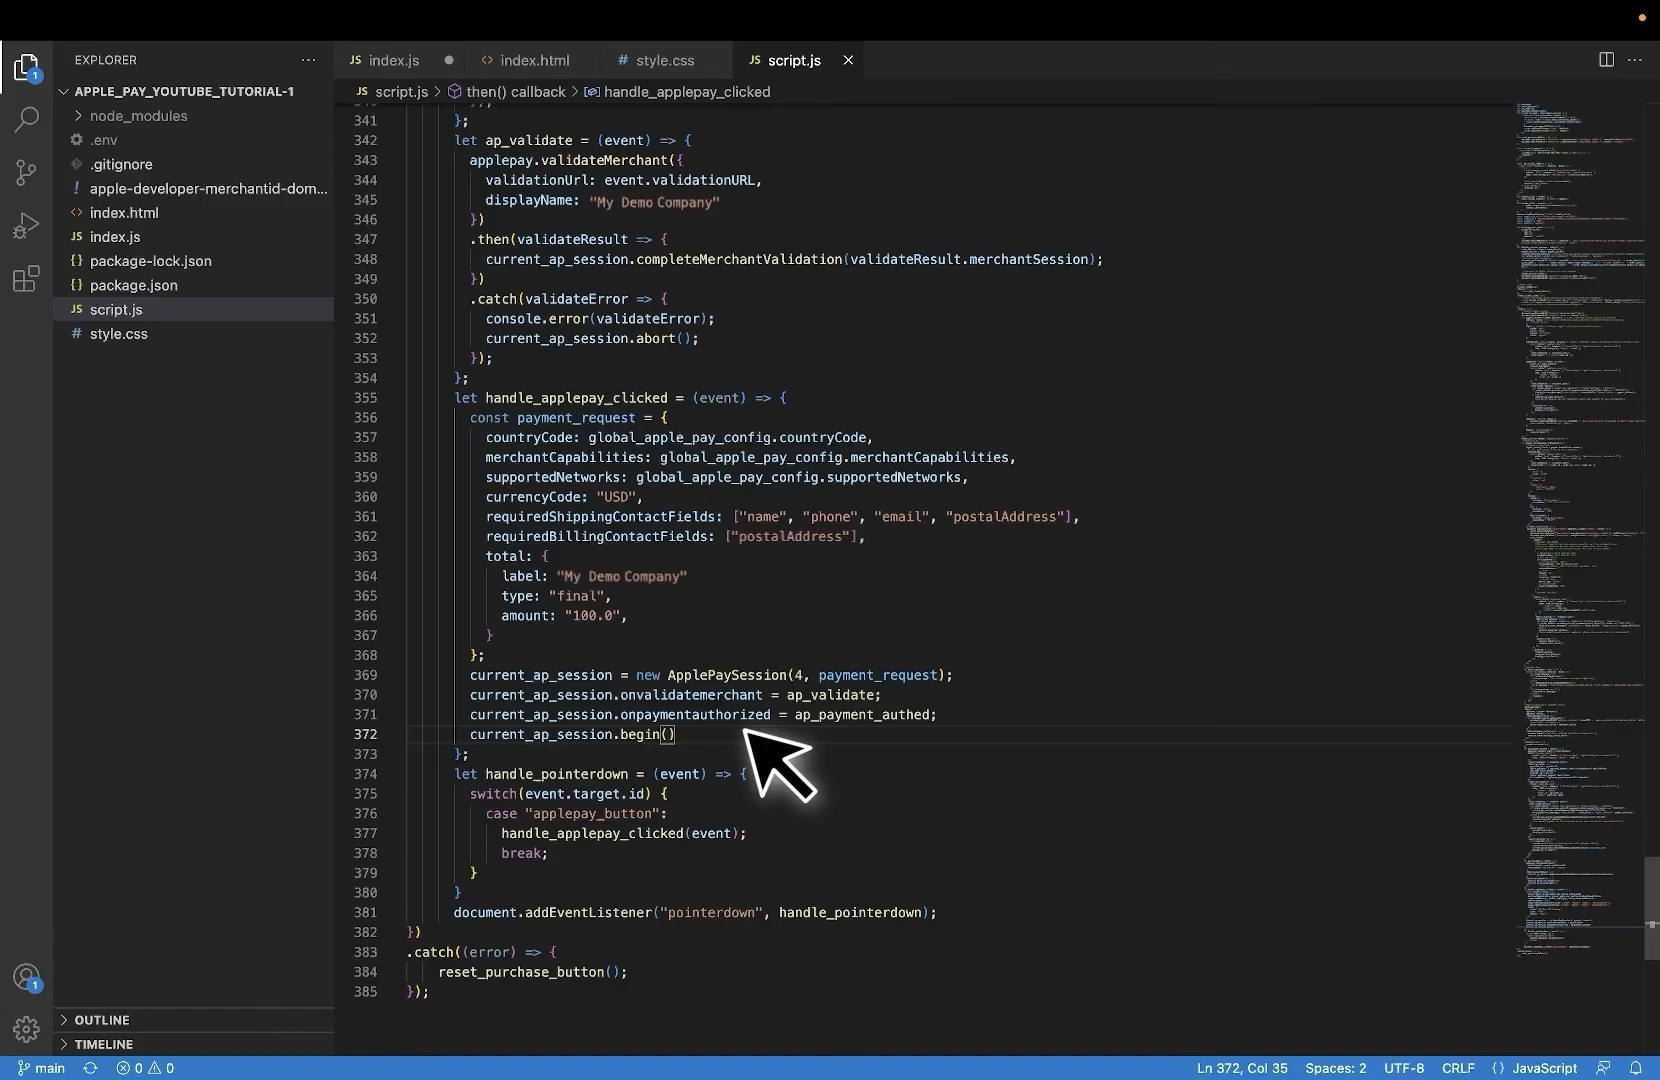 EXPLORER
APPLE_PAY_YOUTUBE_TUTORIAL-1
node_modules
.env
.gitignore
! apple-developer-merchantid-dom...
<> index.html
JS index.js
{} package-lock.json
{} package.json
JS script.js
# style.css
OUTLINE
TIMELINE
1
1
JS index.js
<> index.html
# style.css
JS script.js
JS script.js > then() callback > handle_applepay_clicked
341 };
342 let ap_validate = (event) => {
343 applepay.validateMerchant({
344 validationUrl: event.validationURL,
345 displayName: "My Demo Company"
346 })
347 .then(validateResult => {
348 current_ap_session.completeMerchantValidation(validateResult.merchantSession);
349 })
350 .catch(validateError => {
351 console.error(validateError);
352 current_ap_session.abort();
353 });
354 };
355 let handle_applepay_clicked = (event) => {
356 const payment_request = {
357 countryCode: global_apple_pay_config.countryCode,
358 merchantCapabilities: global_apple_pay_config.merchantCapabilities,
359 supportedNetworks: global_apple_pay_config.supportedNetworks,
360 currencyCode: "USD",
361 requiredShippingContactFields: ["name", "phone", "email", "postalAddress"],
362 requiredBillingContactFields: ["postalAddress"],
363 total: {
364 label: "My Demo Company"
365 type: "final",
366 amount: "100.0",
367 }
368 };
369 current_ap_session = new ApplePaySession(4, payment_request);
370 current_ap_session.onvalidatemerchant = ap_validate;
371 current_ap_session.onpaymentauthorized = ap_payment_authed;
372 current_ap_session.begin()
373 };
374 let handle_pointerdown = (event) => {
375 switch(event.target.id) {
376 case "applepay_button":
377 handle_applepay_clicked(event);
378 break;
379 }
380 }
381 document.addEventListener("pointerdown", handle_pointerdown);
382 })
383 .catch((error) => {
384 reset_purchase_button();
385 });
main 0 0 Ln 372, Col 35 Spaces: 2 UTF-8 CRLF {} JavaScript